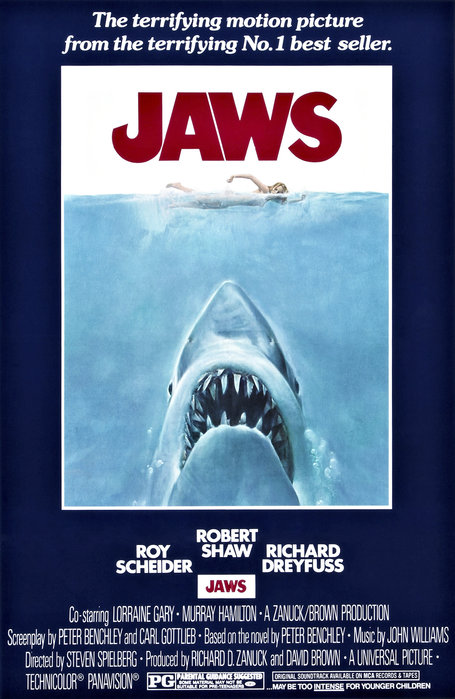 The terrifying motion picture
from the terrifying No.1 best seller.
JAWS
ROY SCHEIDER
ROBERT SHAW
RICHARD DREYFUSS
JAWS
Co-starring LORRAINE GARY • MURRAY HAMILTON • A ZANUCK/BROWN PRODUCTION
Screenplay by PETER BENCHLEY and CARL GOTTLIEB • Based on the novel by PETER BENCHLEY • Music by JOHN WILLIAMS
Directed by STEVEN SPIELBERG • Produced by RICHARD D. ZANUCK and DAVID BROWN • A UNIVERSAL PICTURE •
TECHNICOLOR® PANAVISION®
PG PARENTAL GUIDANCE SUGGESTED
SOME MATERIAL MAY NOT BE
SUITABLE FOR PRE-TEENAGERS
ORIGINAL SOUNDTRACK AVAILABLE ON MCA RECORDS & TAPES
...MAY BE TOO INTENSE FOR YOUNGER CHILDREN